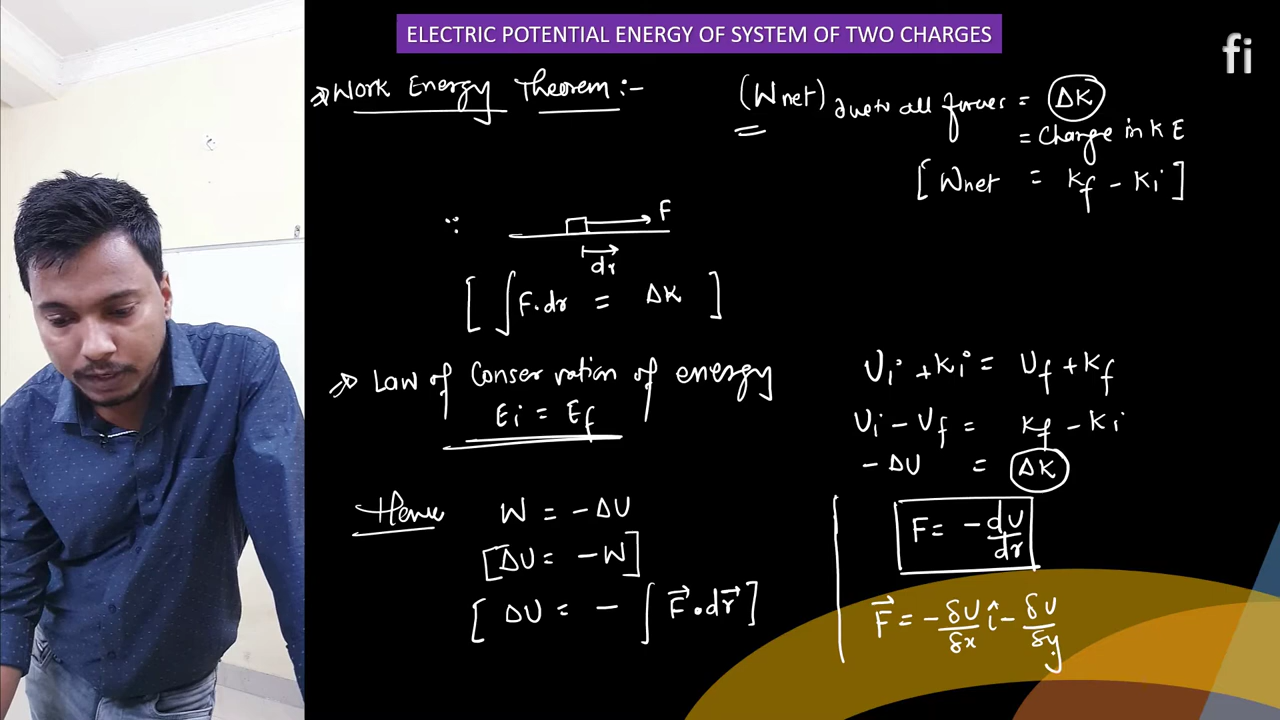 ELECTRIC POTENTIAL ENERGY OF SYSTEM OF TWO CHARGES
fi
Work Energy Theorem :-
(Wnet) due to all forces = ΔK
= Change in K E
[ Wnet = Kf - Ki ]
F
dr
[ ∫ F.dr = ΔK ]
Law of Conservation of energy
Ei = Ef
Ui + Ki = Uf + Kf
Ui - Uf = Kf - Ki
- ΔU = ΔK
Hence W = - ΔU
[ ΔU = - W ]
[ ΔU = - ∫ F⃗ . dr⃗ ]
F = - dU/dr
F⃗ = - δU/δx î - δU/δy